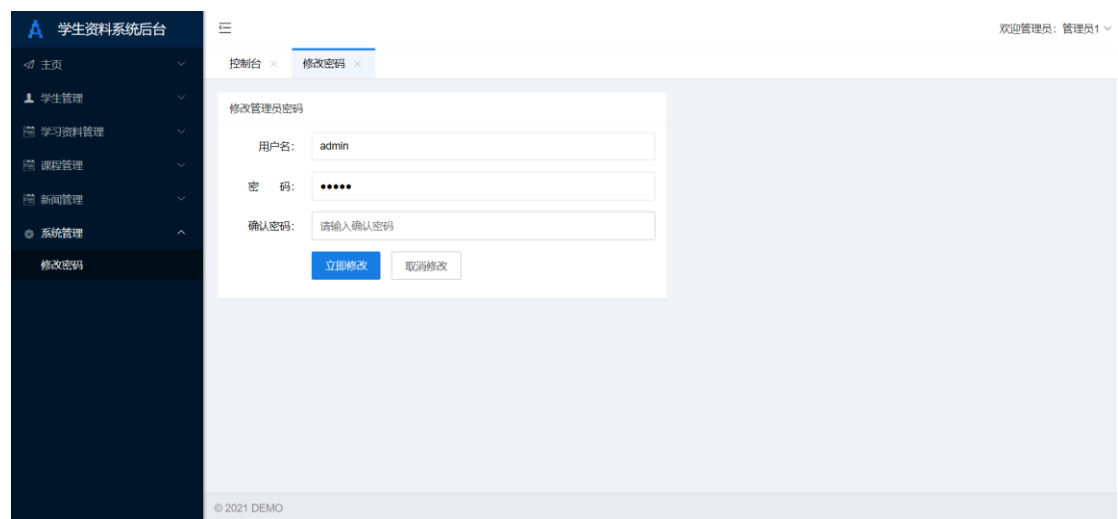 学生资料系统后台
欢迎管理员：管理员1
主页
控制台
修改密码
学生管理
修改管理员密码
学习资料管理
用户名：
admin
课程管理
密 码：
•••••
新闻管理
确认密码：
请输入确认密码
系统管理
修改密码
立即修改
取消修改
© 2021 DEMO